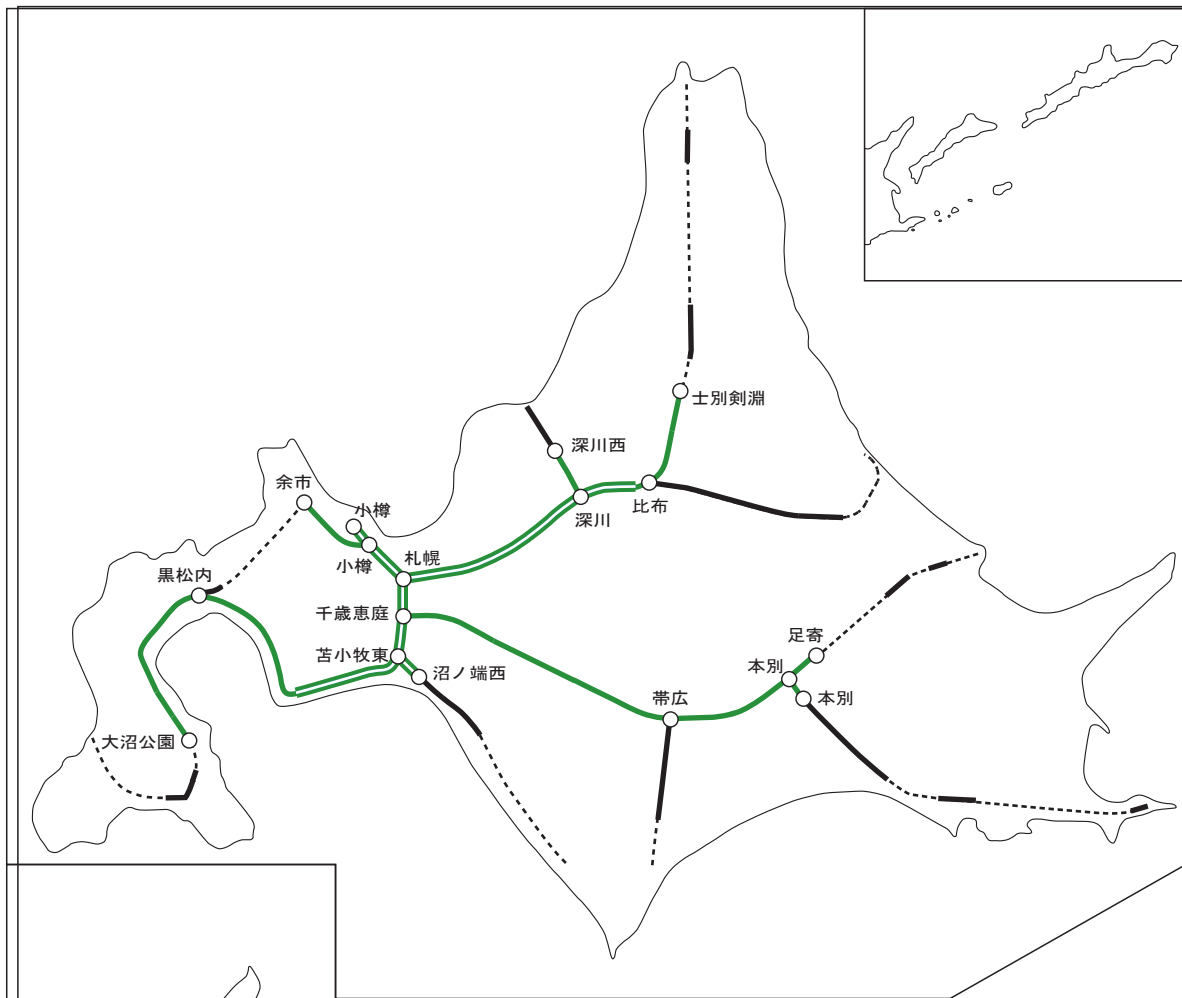 士別剣淵
深川西
余市
比布
深川
小樽
小樽
札幌
黒松内
千歳恵庭
足寄
苫小牧東
本別
沼ノ端西
帯広
本別
大沼公園